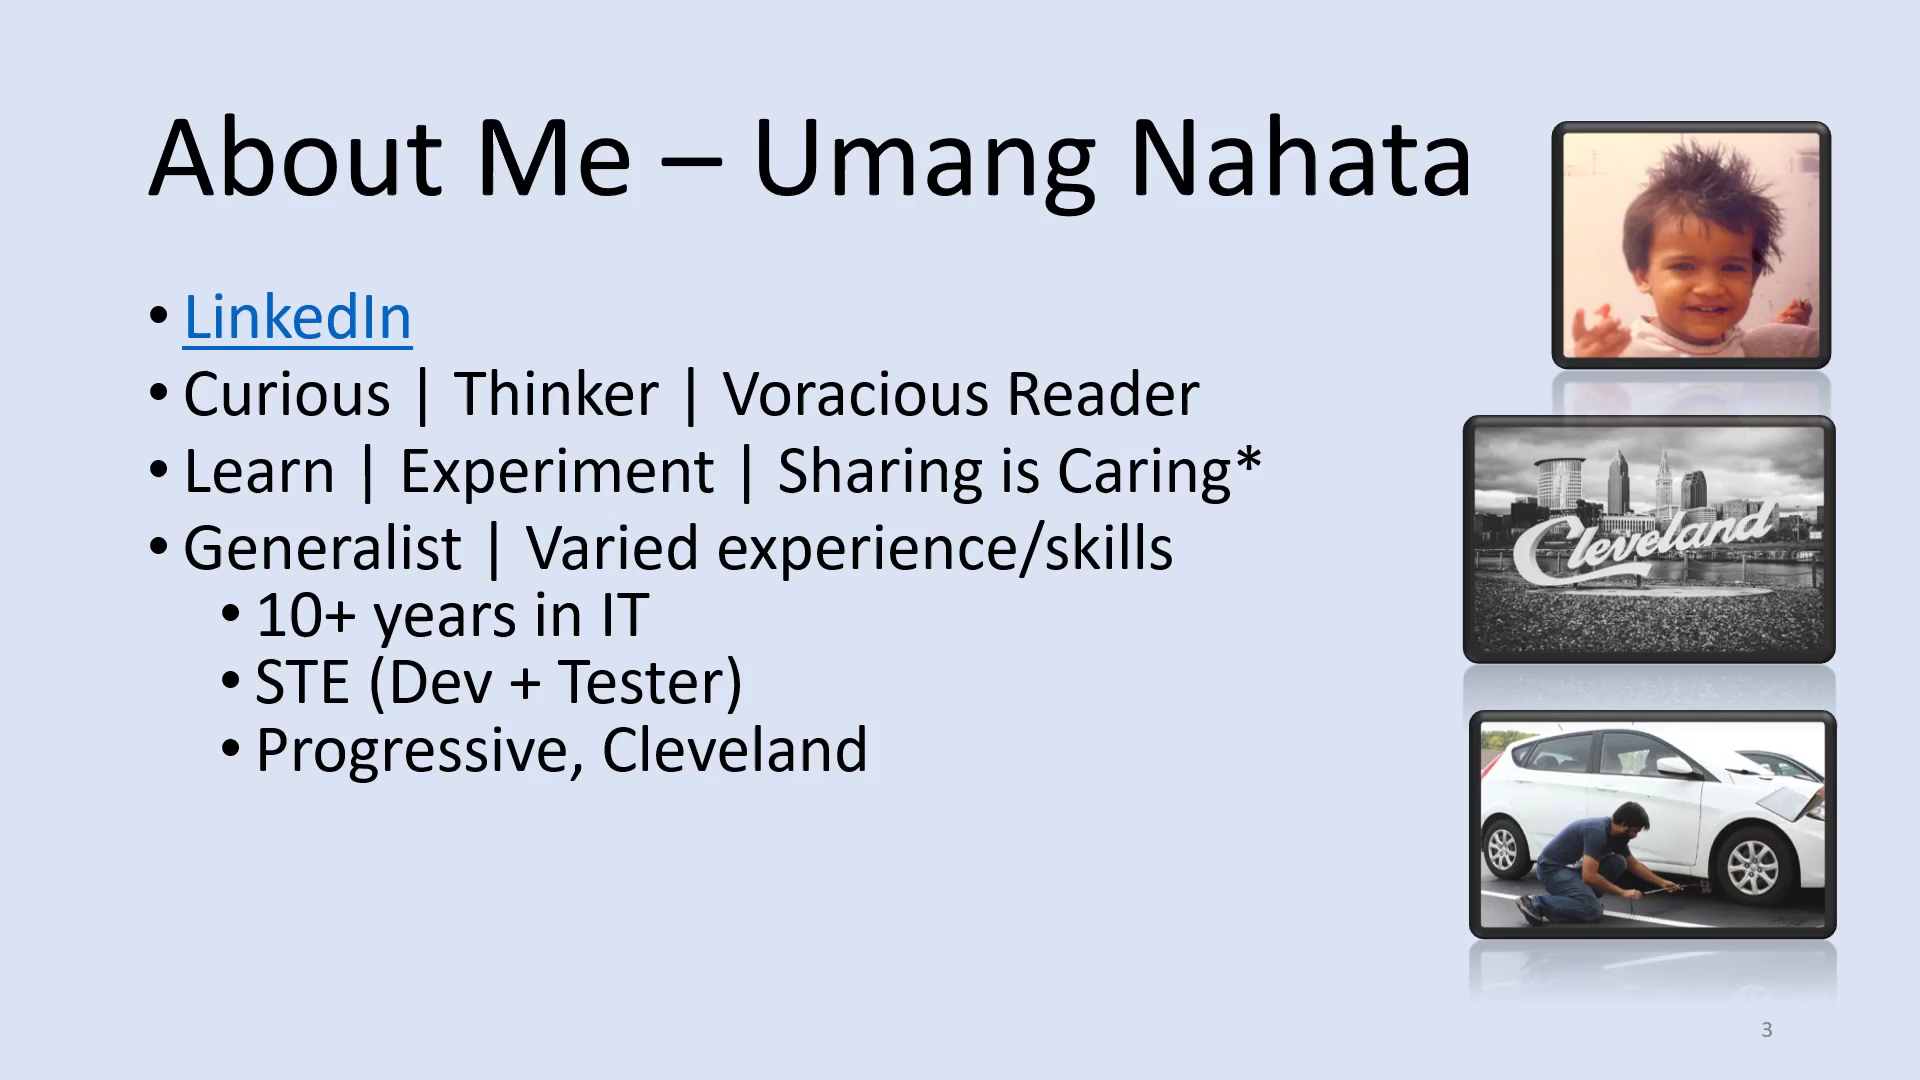 About Me – Umang Nahata
• LinkedIn
• Curious | Thinker | Voracious Reader
• Learn | Experiment | Sharing is Caring*
• Generalist | Varied experience/skills
• 10+ years in IT
• STE (Dev + Tester)
• Progressive, Cleveland
Cleveland
3